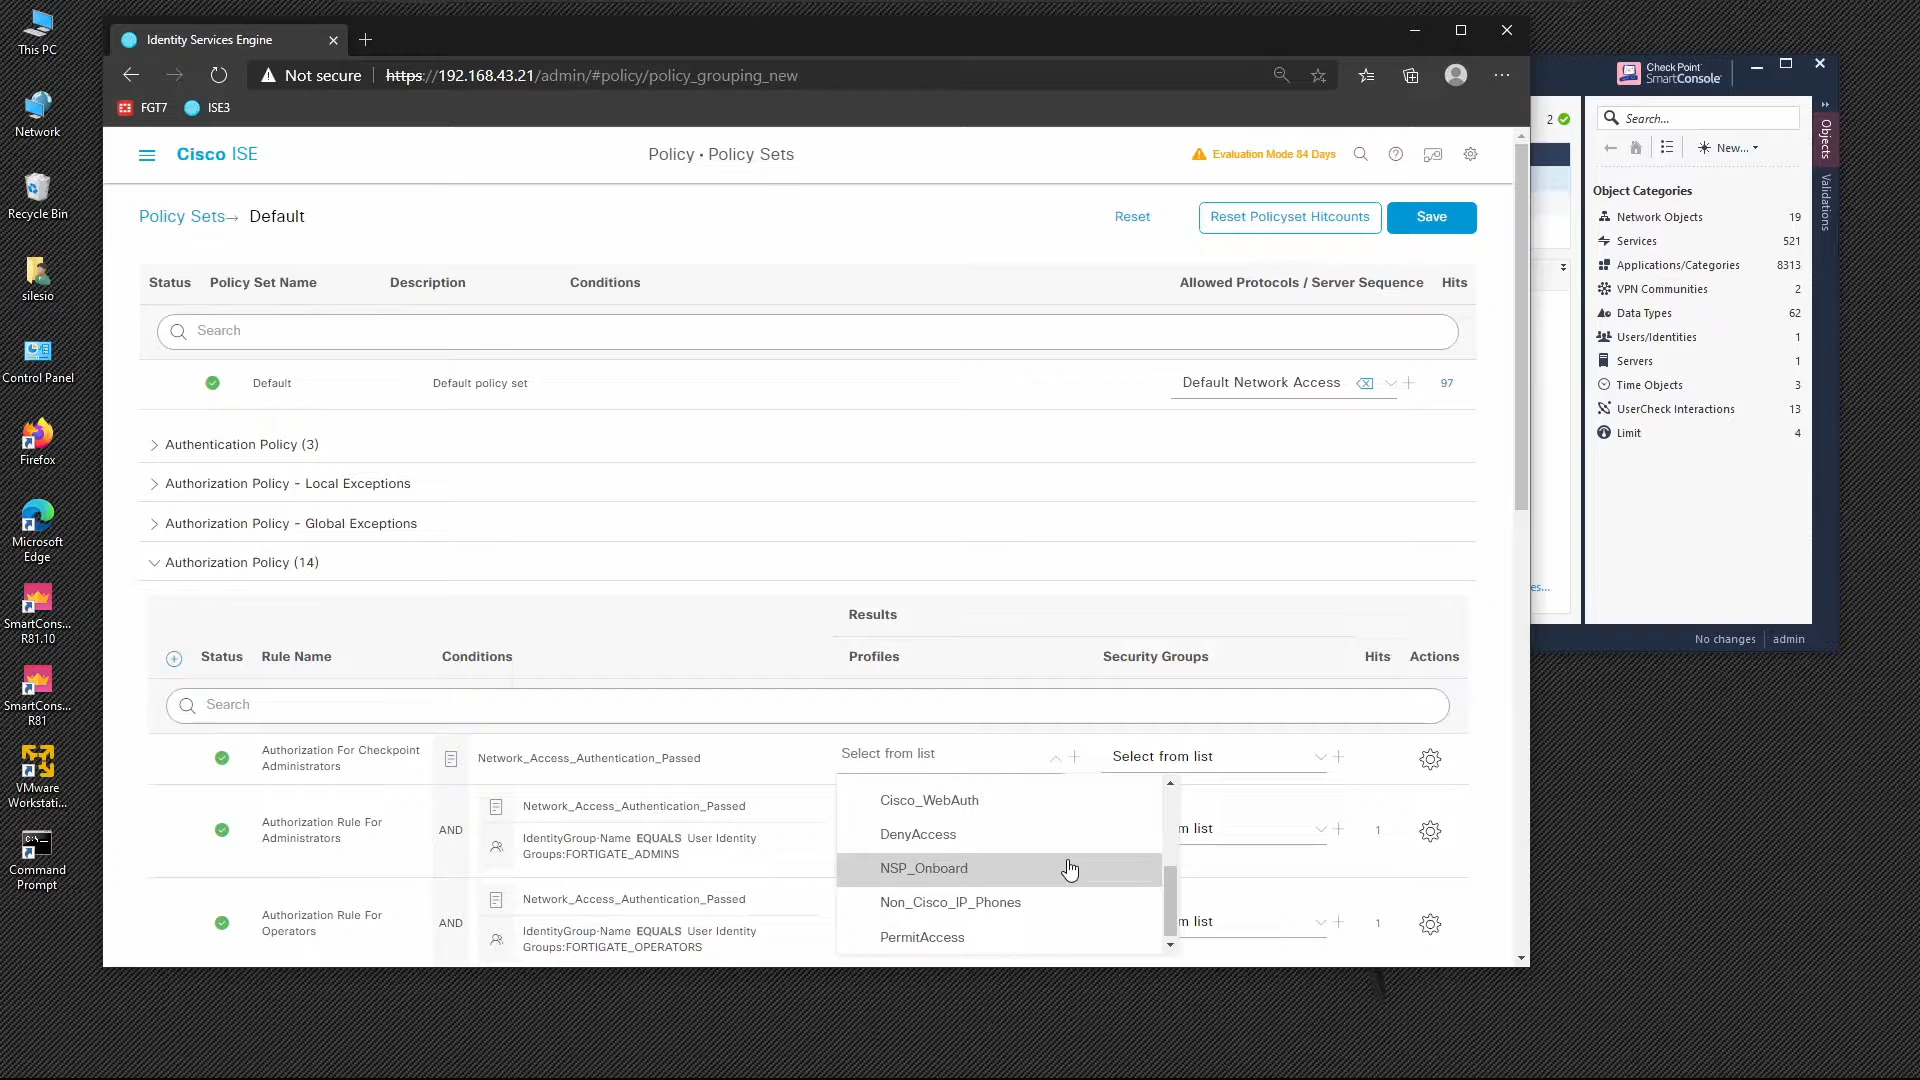 This PC
Network
Recycle Bin
silesio
Control Panel
Firefox
Microsoft
Edge
SmartCons...
R81.10
SmartCons...
R81
VMware
Workstati...
Command
Prompt
Identity Services Engine
Not secure
https://192.168.43.21/admin/#policy/policy_grouping_new
FGT7
ISE3
Cisco ISE
Policy • Policy Sets
Evaluation Mode 84 Days
Policy Sets→ Default
Reset
Reset Policyset Hitcounts
Save
Status Policy Set Name Description Conditions Allowed Protocols / Server Sequence Hits
Search
Default Default policy set Default Network Access 97
Authentication Policy (3)
Authorization Policy - Local Exceptions
Authorization Policy - Global Exceptions
Authorization Policy (14)
Results
Status Rule Name Conditions Profiles Security Groups Hits Actions
Search
Authorization For Checkpoint
Administrators
Network_Access_Authentication_Passed
Select from list
Select from list
Cisco_WebAuth
DenyAccess
NSP_Onboard
Non_Cisco_IP_Phones
PermitAccess
Authorization Rule For
Administrators
AND
Network_Access_Authentication_Passed
IdentityGroup-Name EQUALS User Identity
Groups:FORTIGATE_ADMINS
m list
1
Authorization Rule For
Operators
AND
Network_Access_Authentication_Passed
IdentityGroup-Name EQUALS User Identity
Groups:FORTIGATE_OPERATORS
m list
1
Check Point
SmartConsole
2
Search...
New...
Objects
Validations
Object Categories
Network Objects 19
Services 521
Applications/Categories 8313
VPN Communities 2
Data Types 62
Users/Identities 1
Servers 1
Time Objects 3
UserCheck Interactions 13
Limit 4
es...
No changes
admin